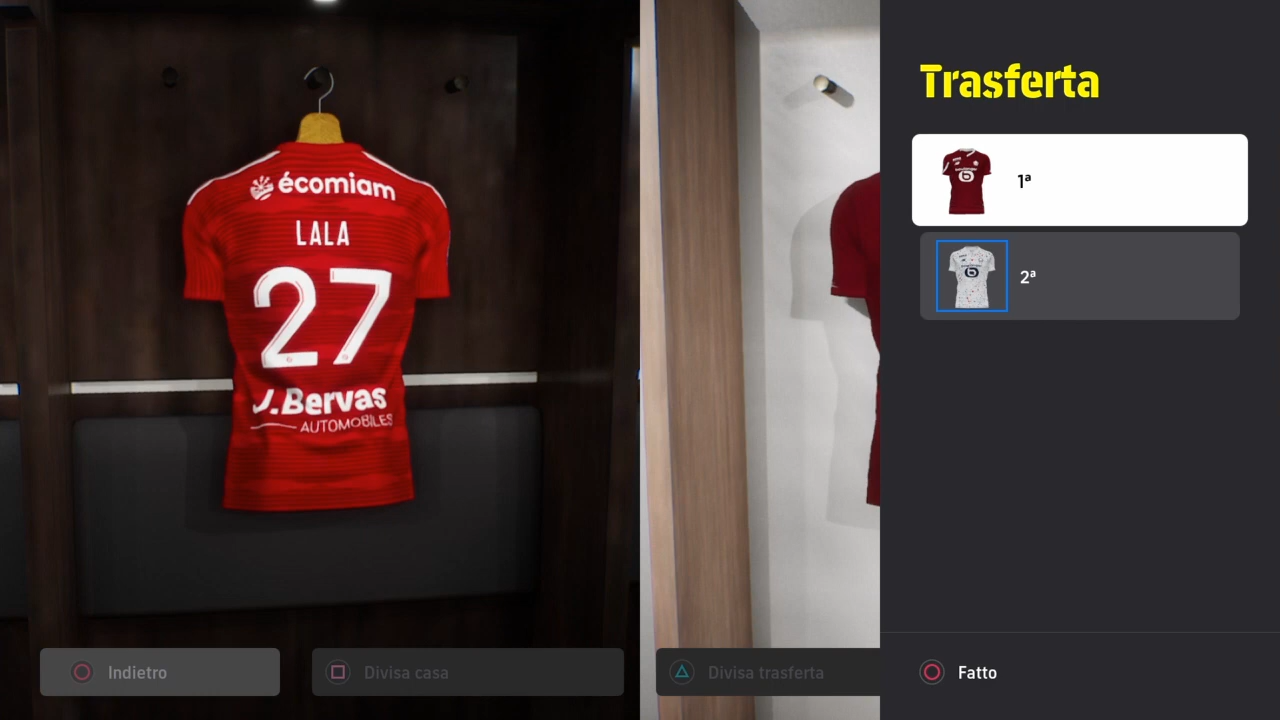 écomiam
LALA
27
J.Bervas
AUTOMOBILES
Trasferta
1ª
2ª
Indietro
Divisa casa
Divisa trasferta
Fatto